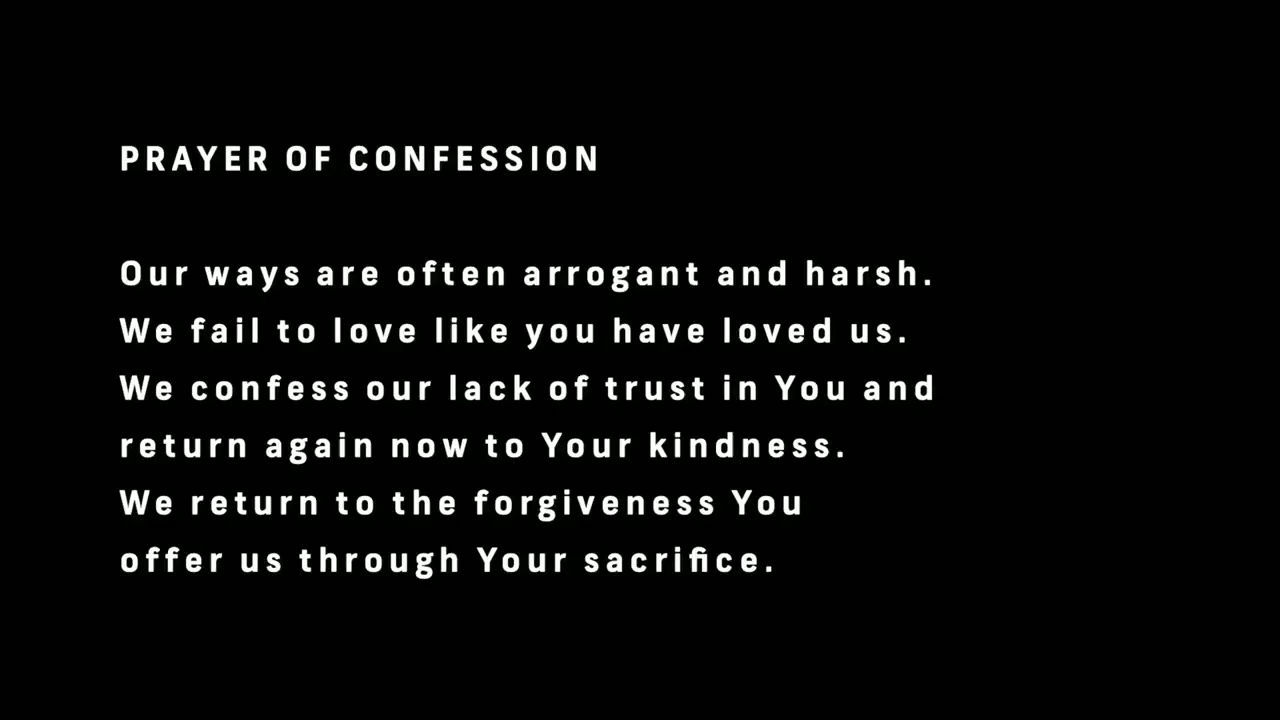 PRAYER OF CONFESSION
Our ways are often arrogant and harsh.
We fail to love like you have loved us.
We confess our lack of trust in You and
return again now to Your kindness.
We return to the forgiveness You
offer us through Your sacrifice.